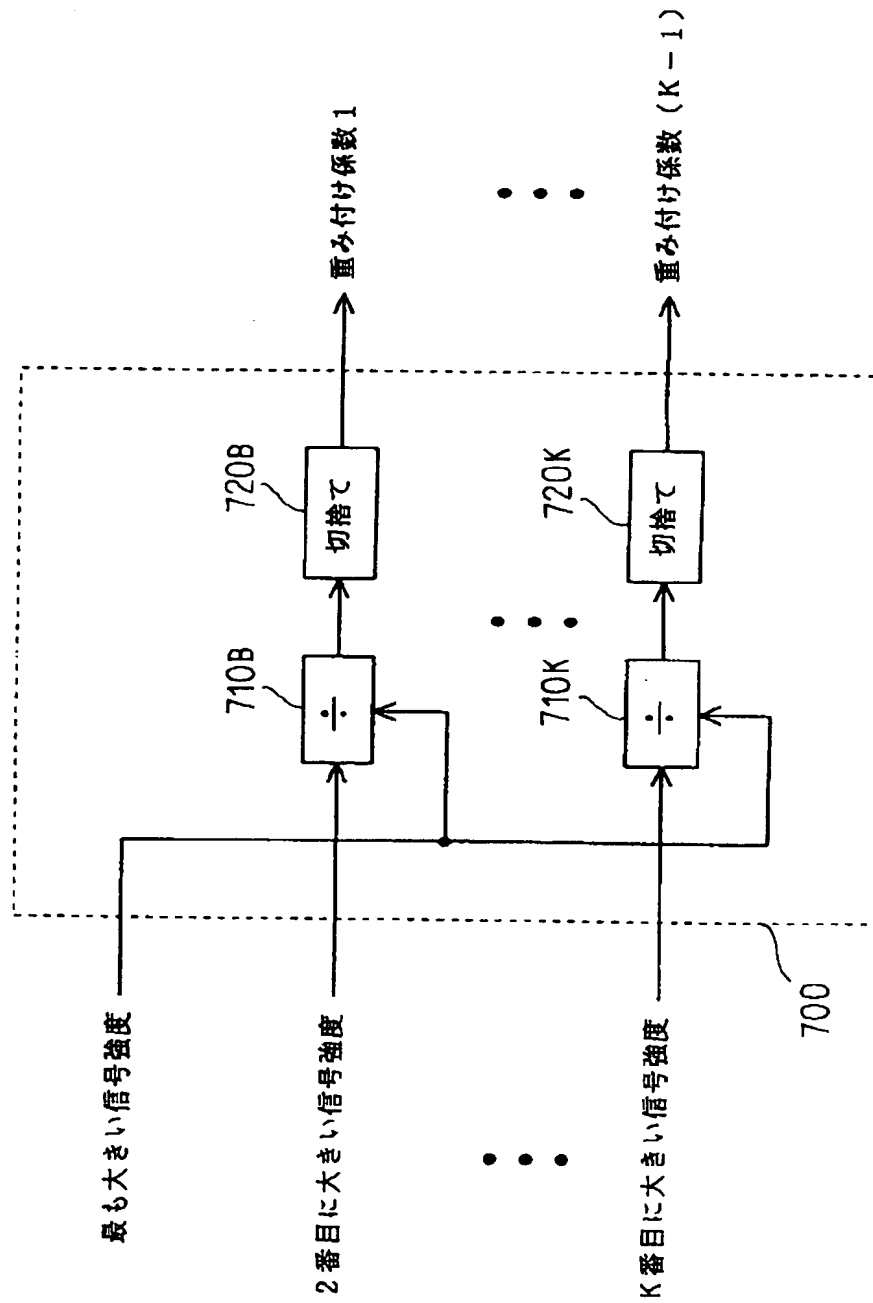 最も大きい信号強度
2番目に大きい信号強度
710B
÷
720B
切捨て
重み付け係数1
K番目に大きい信号強度
710K
÷
720K
切捨て
重み付け係数(K-1)
700